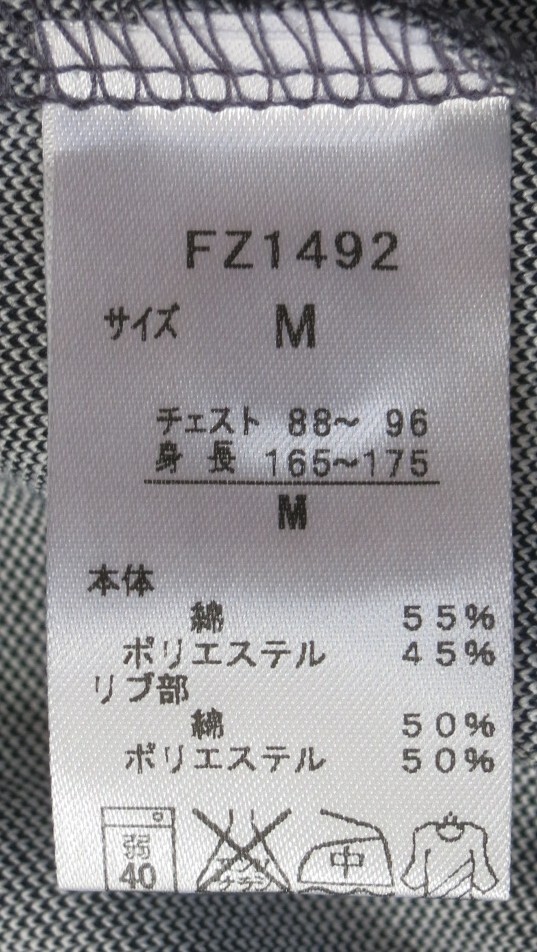 FZ1492
サイズ M
チェスト 88～ 96
身 長 165～175
M
本体
綿 55%
ポリエステル 45%
リブ部
綿 50%
ポリエステル 50%
弱
40
中